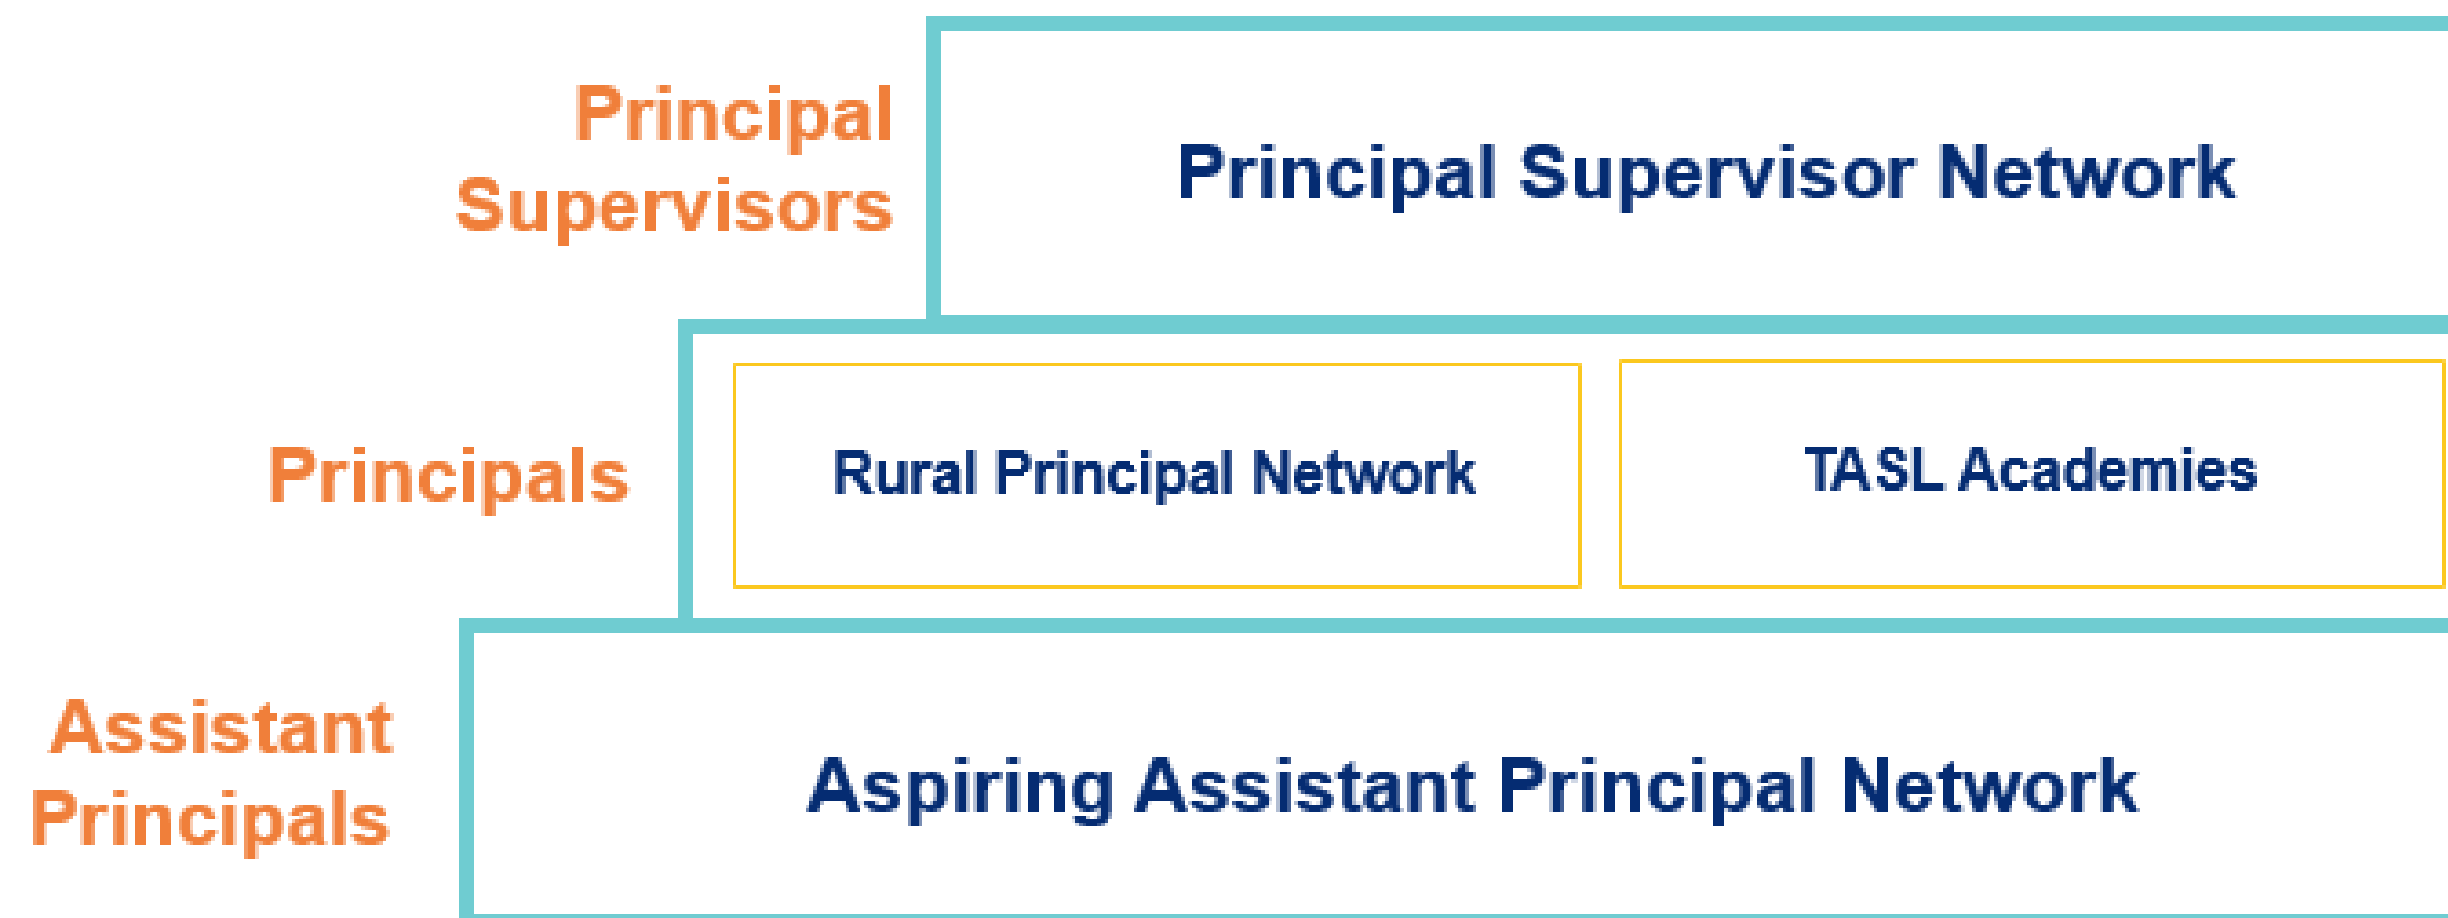 Principal
Supervisors
Principal Supervisor Network
Principals
Rural Principal Network
TASL Academies
Assistant
Principals
Aspiring Assistant Principal Network